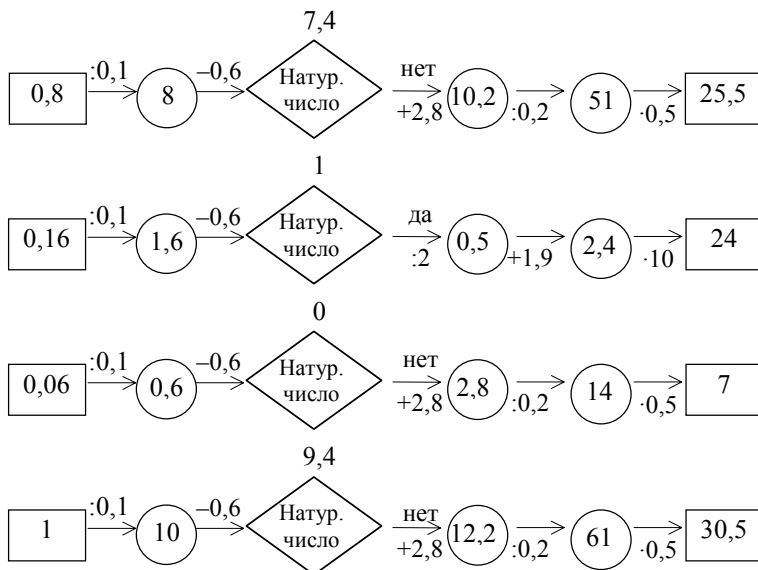 7,4
:0,1 –0,6 нет
0,8 8 Натур. 10,2 51 25,5
число +2,8 :0,2 ·0,5
1
:0,1 –0,6 да
0,16 1,6 Натур. 0,5 2,4 24
число :2 +1,9 ·10
0
:0,1 –0,6 нет
0,06 0,6 Натур. 2,8 14 7
число +2,8 :0,2 ·0,5
9,4
:0,1 –0,6 нет
1 10 Натур. 12,2 61 30,5
число +2,8 :0,2 ·0,5